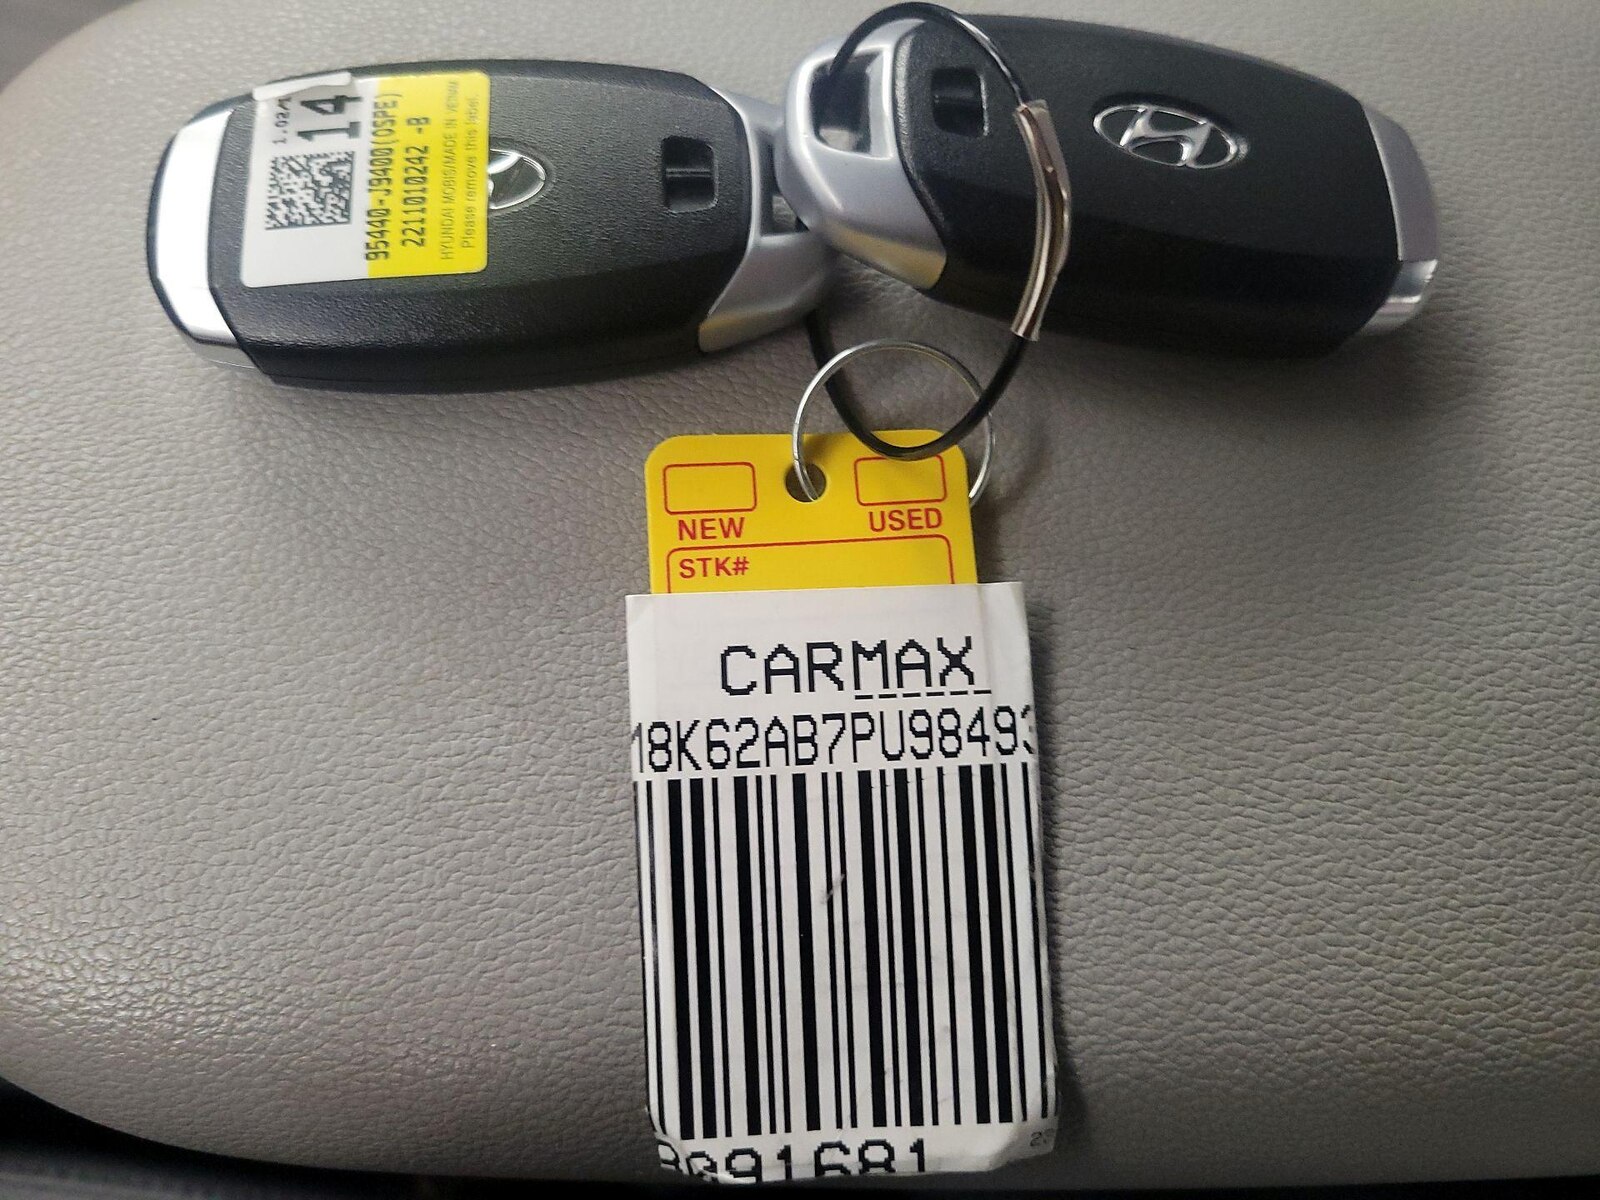 1.02
14
95440-J9400(OSPE)
2211010242 -B
HYUNDAI MOBIS/MADE IN VIETNAM
Please remove this label.
NEW
USED
STK#
CARMAX
18K62AB7PU98493
91681